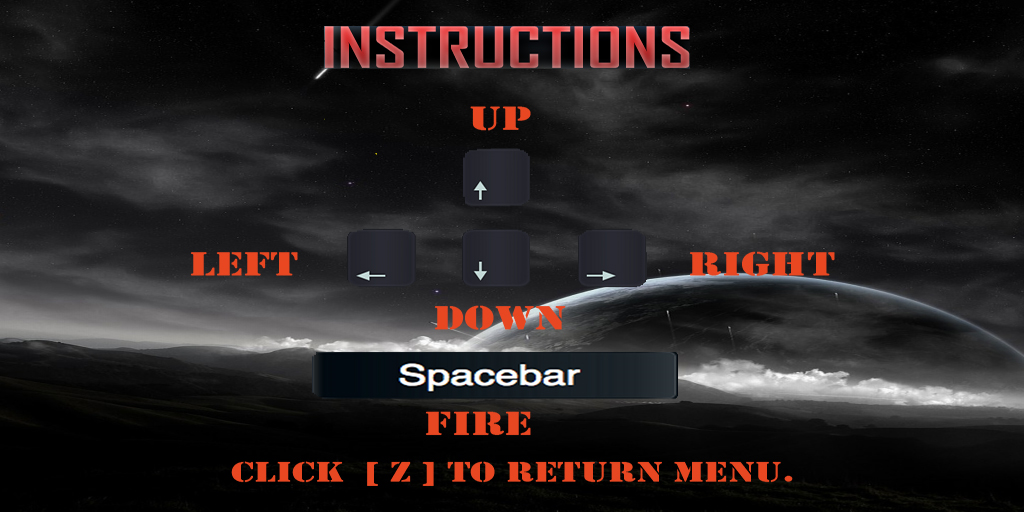 INSTRUCTIONS
UP
↑
LEFT ← ↓ → RIGHT
DOWN
Spacebar
FIRE
CLICK [ Z ] TO RETURN MENU.